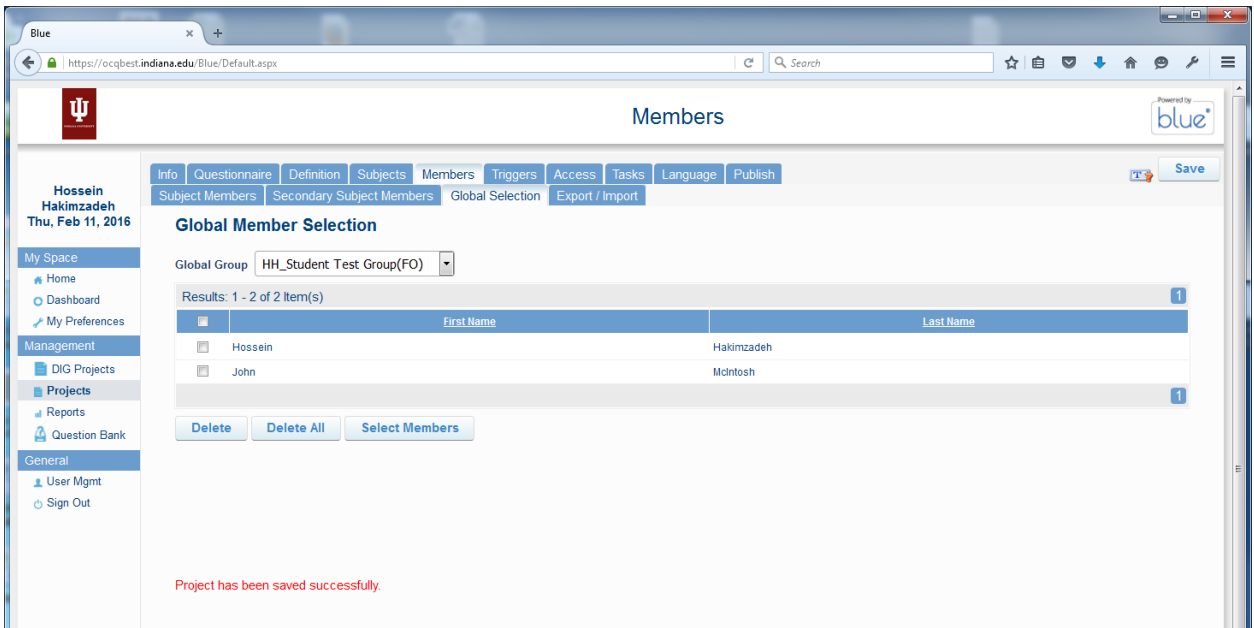 Blue
https://ocqbest.indiana.edu/Blue/Default.aspx
Search
Members
Powered by
blue
Info Questionnaire Definition Subjects Members Triggers Access Tasks Language Publish
Save
Subject Members Secondary Subject Members Global Selection Export / Import
Hossein
Hakimzadeh
Thu, Feb 11, 2016
Global Member Selection
My Space
Home
Dashboard
My Preferences
Management
DIG Projects
Projects
Reports
Question Bank
General
User Mgmt
Sign Out
Global Group HH_Student Test Group(FO)
Results: 1 - 2 of 2 Item(s) 1
First Name Last Name
Hossein Hakimzadeh
John McIntosh
1
Delete Delete All Select Members
Project has been saved successfully.